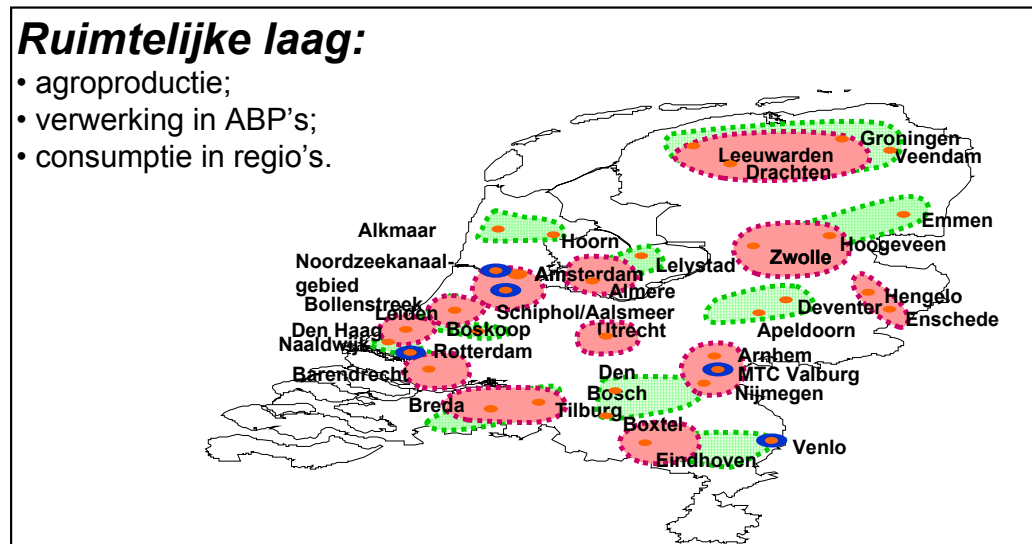 Ruimtelijke laag:
• agroproductie;
• verwerking in ABP's;
• consumptie in regio's.
Groningen
Leeuwarden
Veendam
Drachten
Emmen
Alkmaar
Hoorn
Hoogeveen
Zwolle
Noordzeekanaal-
gebied
Amsterdam
Lelystad
Almere
Bollenstreek
Leiden
Schiphol/Aalsmeer
Deventer
Hengelo
Enschede
Den Haag
Boskoop
Utrecht
Apeldoorn
Naaldwijk
Rotterdam
Arnhem
Barendrecht
Den
Bosch
MTC Valburg
Nijmegen
Breda
Tilburg
Boxtel
Eindhoven
Venlo